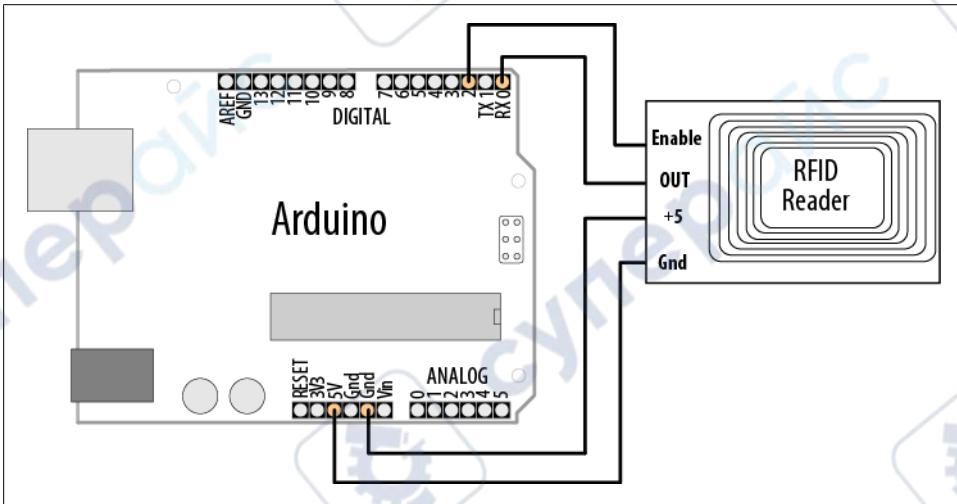 AREF
GND
13
12
11
10
9
8
7
6
5
4
3
2
TX 1
RX 0
DIGITAL
Enable
OUT
+5
Gnd
RFID
Reader
Arduino
RESET
3V3
5V
Gnd
Gnd
Vin
ANALOG
0
1
2
3
4
5
суперайс
суперайс